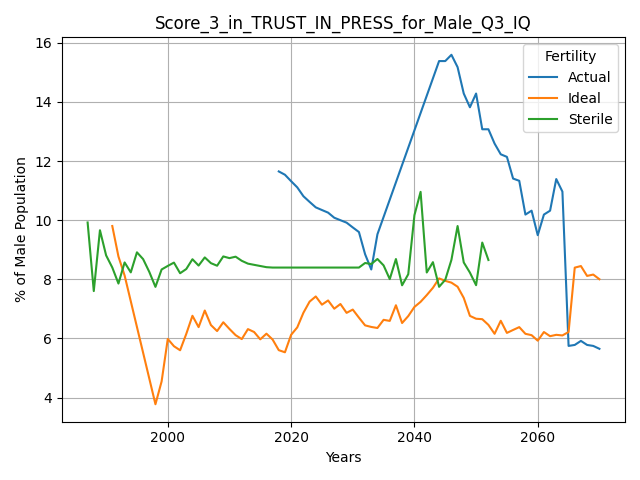 Score_3_in_TRUST_IN_PRESS_for_Male_Q3_IQ
Fertility
Actual
Ideal
Sterile
% of Male Population
16
14
12
10
8
6
4
2000
2020
2040
2060
Years